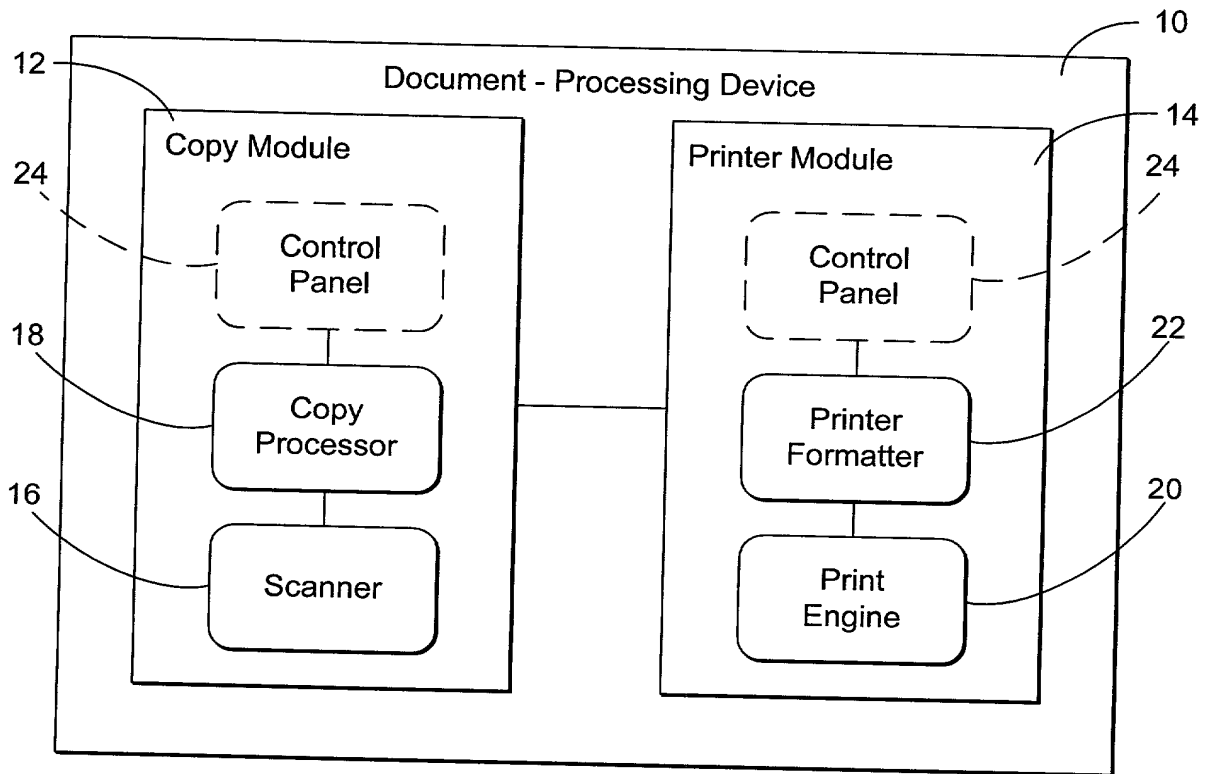 10
Document - Processing Device
12
Copy Module
14
Printer Module
24
Control
Panel
24
Control
Panel
18
Copy
Processor
22
Printer
Formatter
16
Scanner
20
Print
Engine